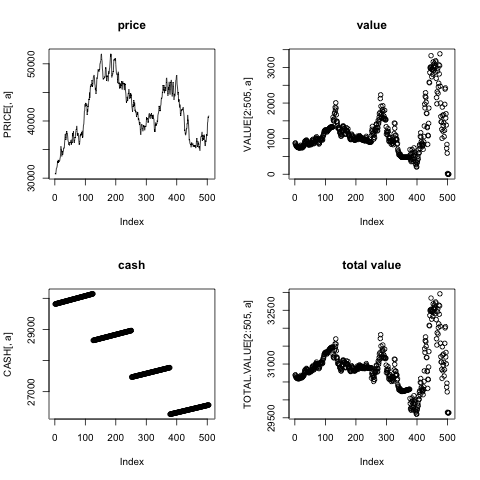 price
PRICE[, a]
50000
40000
30000
0 100 200 300 400 500
Index
value
VALUE[2:505, a]
3000
2000
1000
0
0 100 200 300 400 500
Index
cash
CASH[, a]
29000
27000
0 100 200 300 400 500
Index
total value
TOTAL.VALUE[2:505, a]
32500
31000
29500
0 100 200 300 400 500
Index